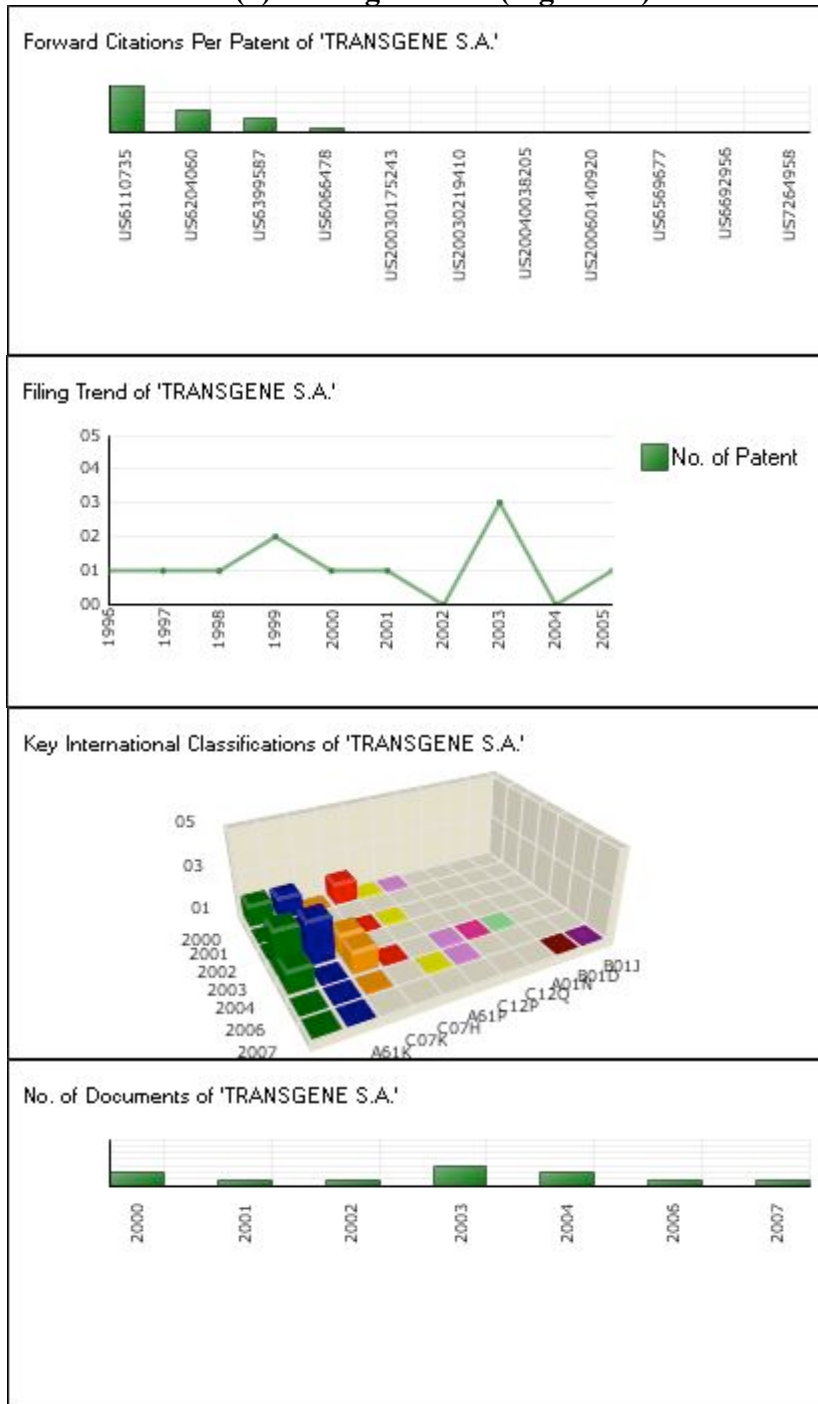 Forward Citations Per Patent of 'TRANSGENE S.A.'
US6110735
US6204060
US6399587
US6066478
US20030175243
US20030219410
US20040038205
US20060140920
US6569677
US6692956
US7264958
Filing Trend of 'TRANSGENE S.A.'
05
04
03
02
01
00
1996
1997
1998
1999
2000
2001
2002
2003
2004
2005
No. of Patent
Key International Classifications of 'TRANSGENE S.A.'
05
03
01
2000
2001
2002
2003
2004
2006
2007
A61K
C07K
C07H
A61P
C12P
C12Q
A01N
B01D
B01J
No. of Documents of 'TRANSGENE S.A.'
2000
2001
2002
2003
2004
2006
2007